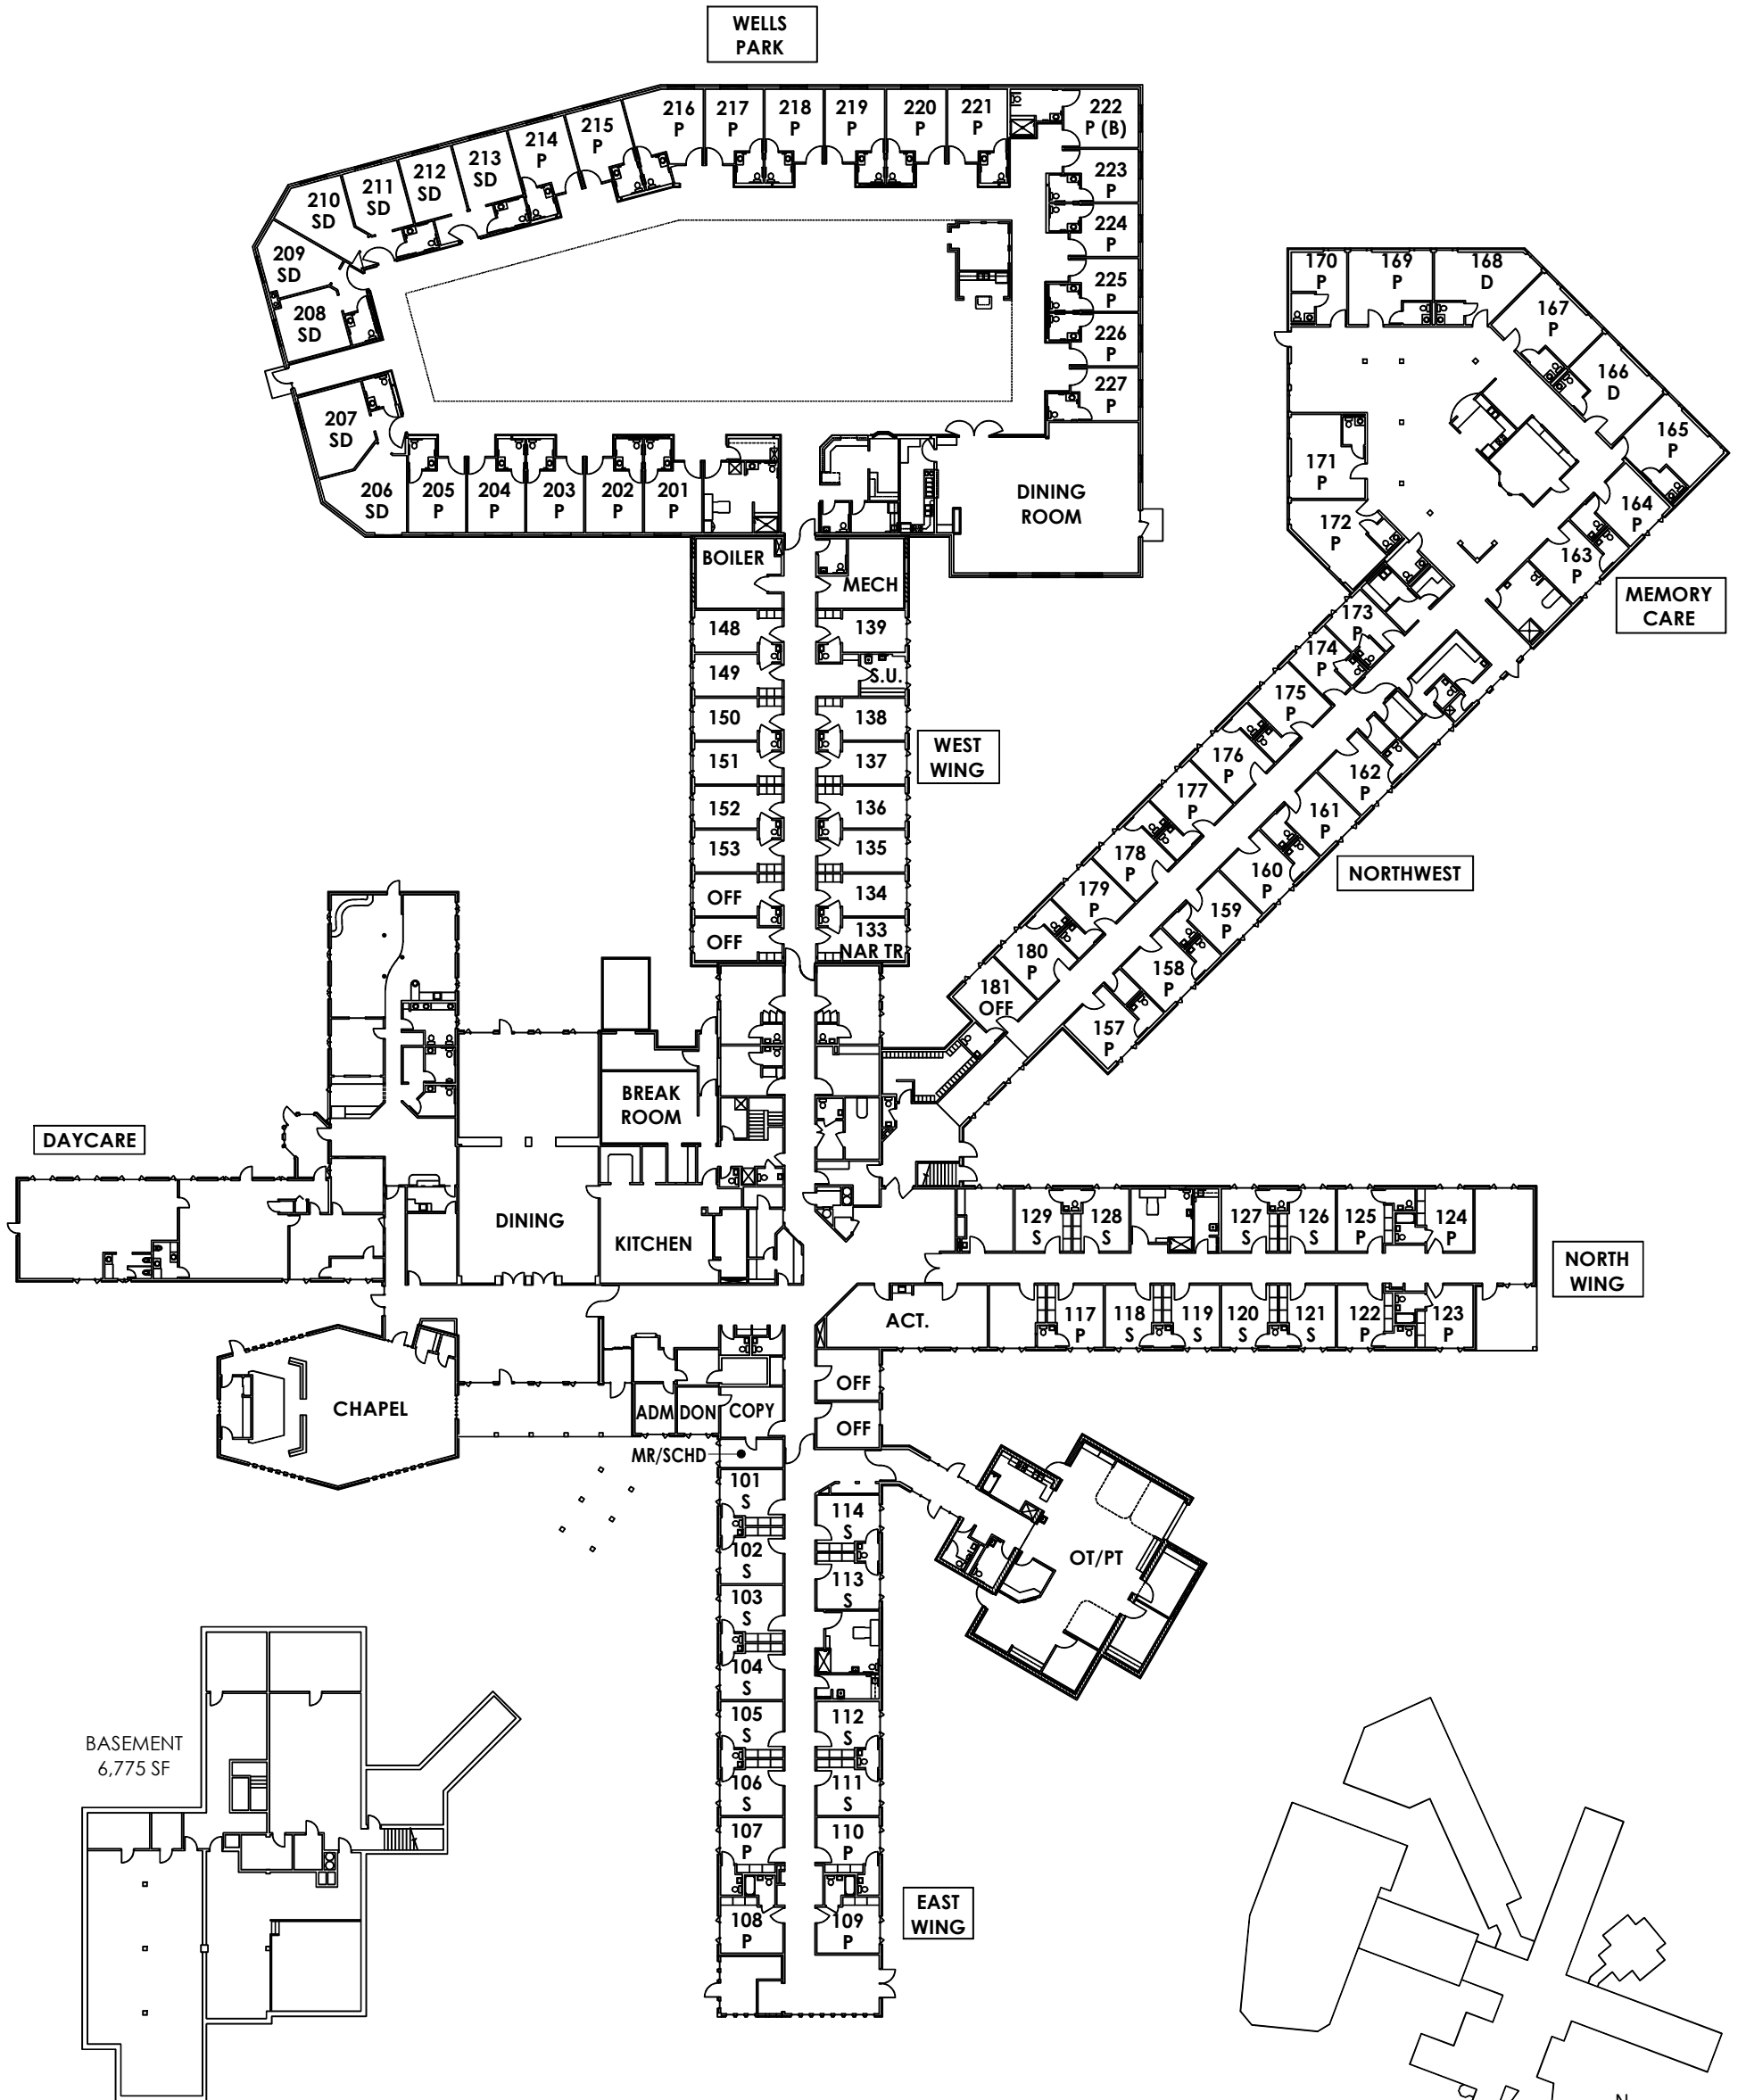 WELLS
PARK
216
P
217
P
218
P
219
P
220
P
221
P
222
P (B)
215
P
214
P
213
SD
212
SD
211
SD
210
SD
209
SD
208
SD
207
SD
206
SD
205
P
204
P
203
P
202
P
201
P
223
P
224
P
225
P
226
P
227
P
DINING
ROOM
170
P
169
P
168
D
167
P
166
D
165
P
164
P
163
P
171
P
172
P
MEMORY
CARE
173
P
174
P
175
P
176
P
177
P
178
P
179
P
180
P
181
OFF
162
P
161
P
160
P
159
P
158
P
157
P
NORTHWEST
BOILER
MECH
148
139
149
S.U.
150
138
151
137
152
136
153
135
OFF
134
OFF
133
NAR TR
WEST
WING
BREAK
ROOM
DAYCARE
DINING
KITCHEN
129
S
128
S
127
S
126
S
125
P
124
P
NORTH
WING
ACT.
117
P
118
S
119
S
120
S
121
S
122
P
123
P
CHAPEL
ADM
DON
COPY
OFF
OFF
MR/SCHD
101
S
102
S
103
S
104
S
105
S
106
S
107
P
108
P
114
S
113
S
112
S
111
S
110
P
109
P
OT/PT
EAST
WING
BASEMENT
6,775 SF
N